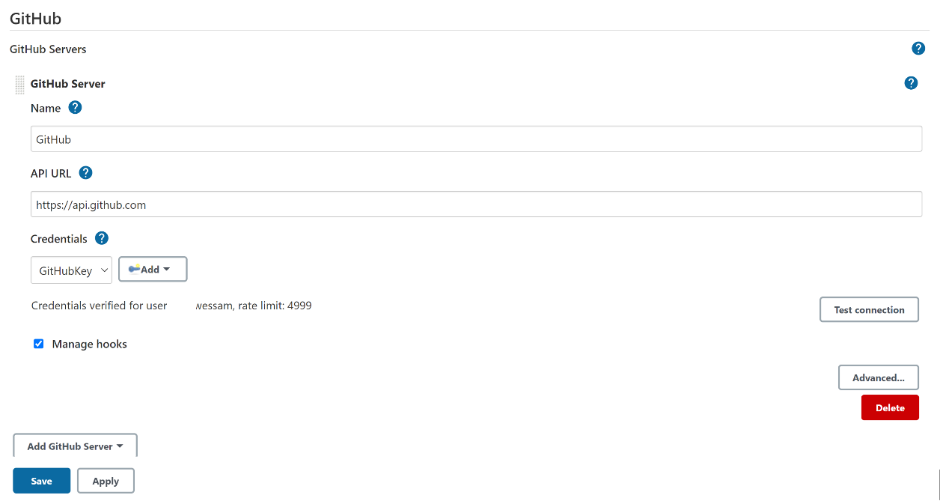 GitHub
GitHub Servers ?
GitHub Server ?
Name ?
GitHub
API URL ?
https://api.github.com
Credentials ?
GitHubKey Add
Credentials verified for user wessam, rate limit: 4999
Test connection
Manage hooks
Advanced...
Delete
Add GitHub Server
Save Apply